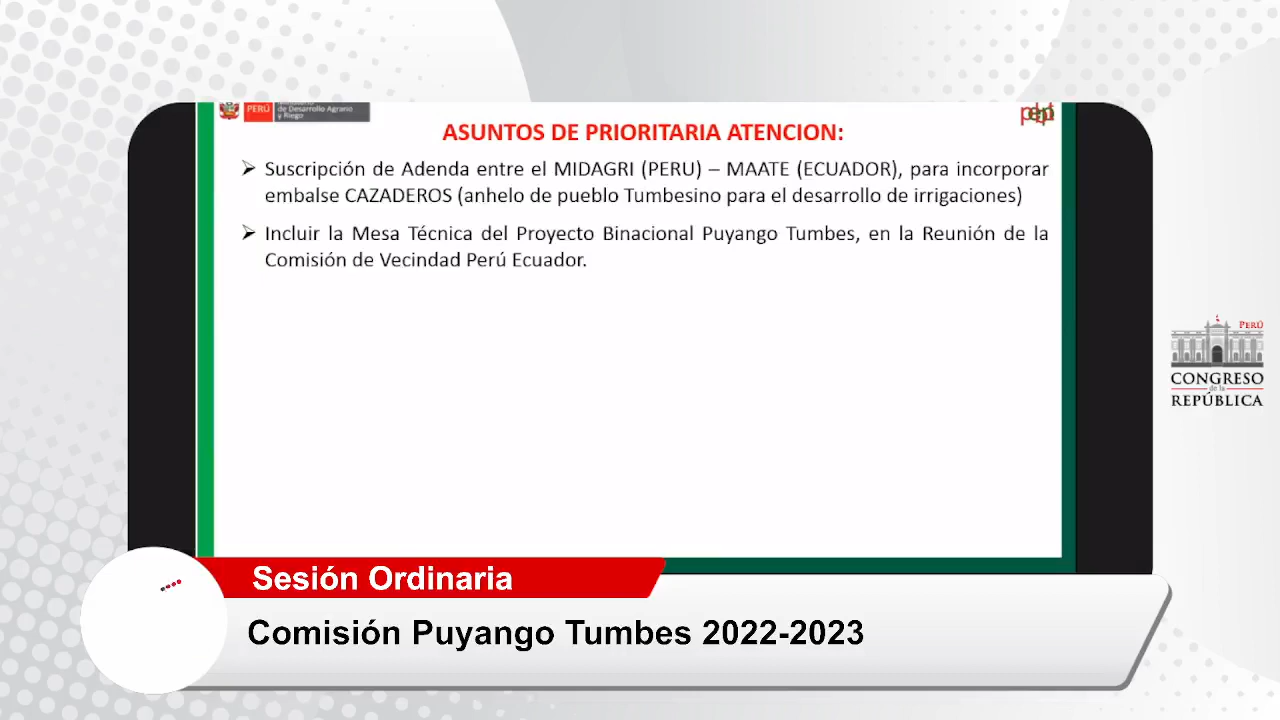 PERÚ
Ministerio
de Desarrollo Agrario
y Riego
ASUNTOS DE PRIORITARIA ATENCION:
Suscripción de Adenda entre el MIDAGRI (PERU) – MAATE (ECUADOR), para incorporar
embalse CAZADEROS (anhelo de pueblo Tumbesino para el desarrollo de irrigaciones)
Incluir la Mesa Técnica del Proyecto Binacional Puyango Tumbes, en la Reunión de la
Comisión de Vecindad Perú Ecuador.
PERÚ
CONGRESO
de la
REPÚBLICA
Sesión Ordinaria
Comisión Puyango Tumbes 2022-2023